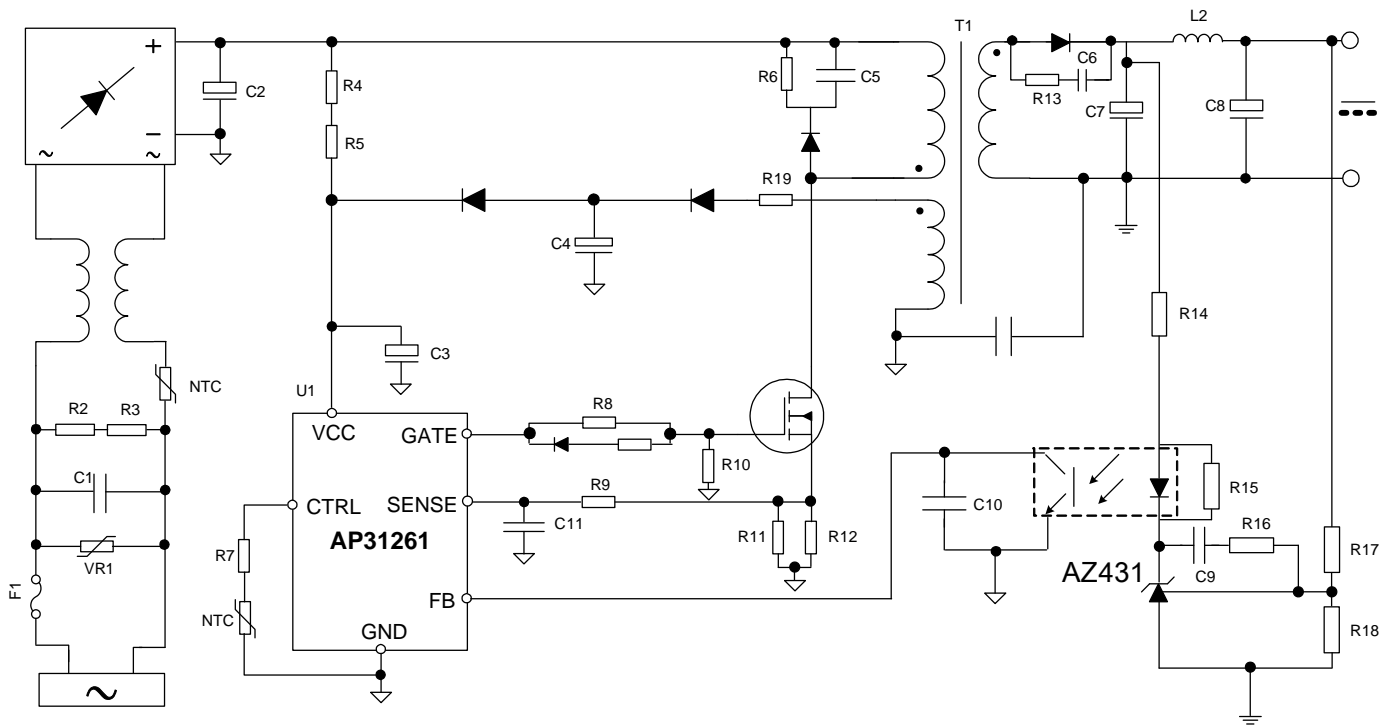 T1
L2
+
C2
R4
R6
C5
C6
R13
C7
C8
−
~
~
R5
R19
C4
R14
C3
NTC
U1
R2
R3
VCC
GATE
R8
R10
C1
CTRL
SENSE
R9
C10
R15
AP31261
C11
R11
R12
R16
R17
R7
VR1
C9
AZ431
F1
NTC
FB
R18
GND
~